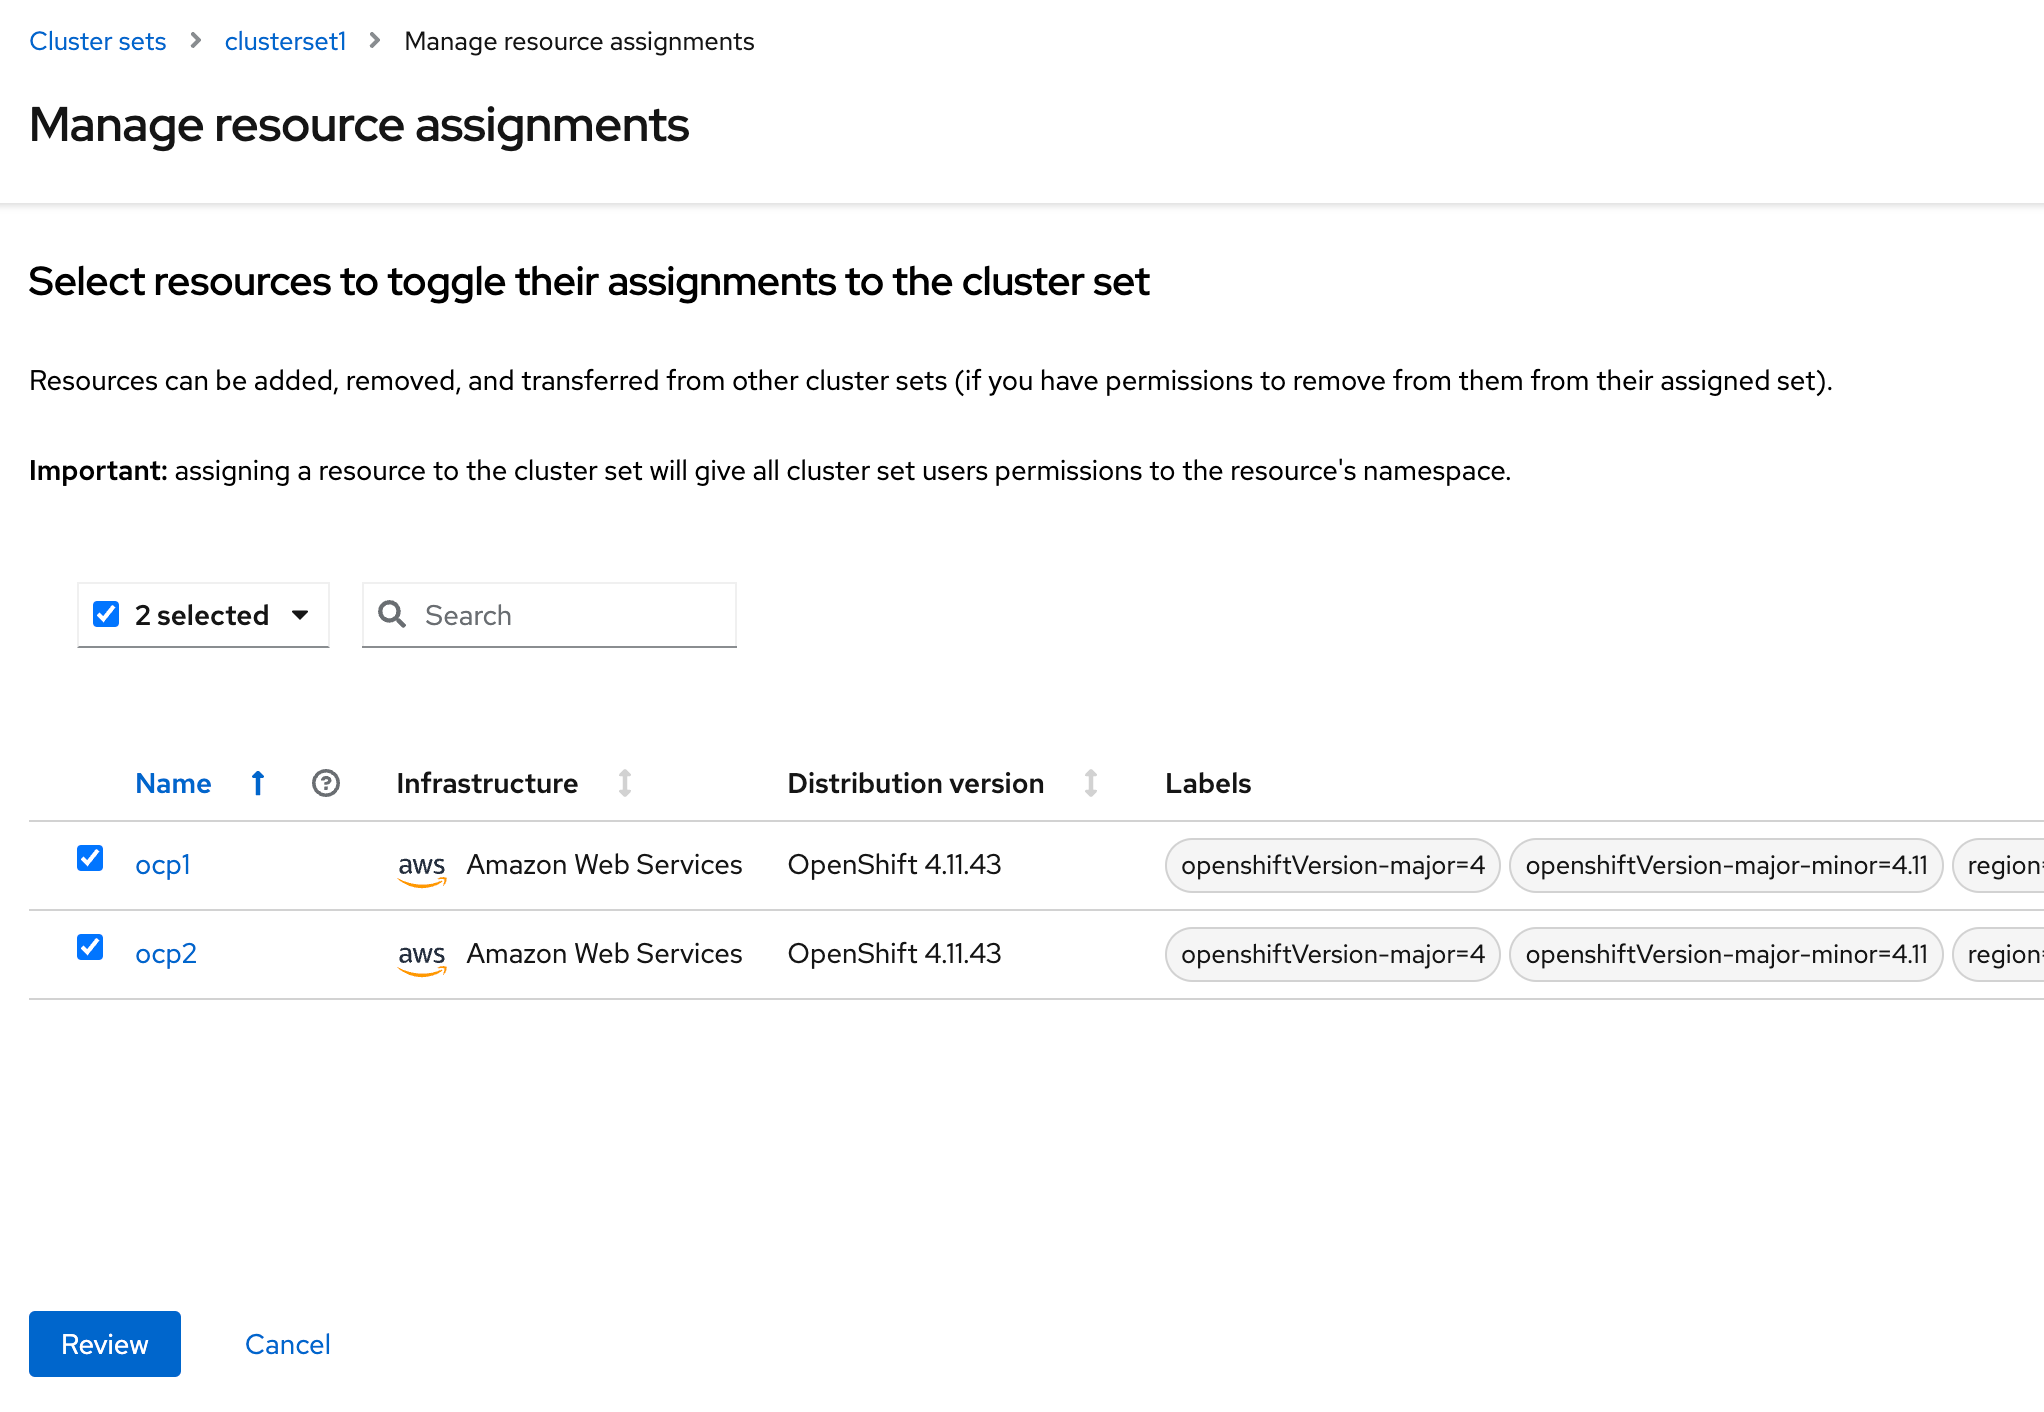 Cluster sets > clusterset1 > Manage resource assignments
Manage resource assignments
Select resources to toggle their assignments to the cluster set
Resources can be added, removed, and transferred from other cluster sets (if you have permissions to remove from them from their assigned set).
Important: assigning a resource to the cluster set will give all cluster set users permissions to the resource's namespace.
2 selected Search
Name Infrastructure Distribution version Labels
ocp1 aws Amazon Web Services OpenShift 4.11.43 openshiftVersion-major=4 openshiftVersion-major-minor=4.11 region=
ocp2 aws Amazon Web Services OpenShift 4.11.43 openshiftVersion-major=4 openshiftVersion-major-minor=4.11 region=
Review Cancel